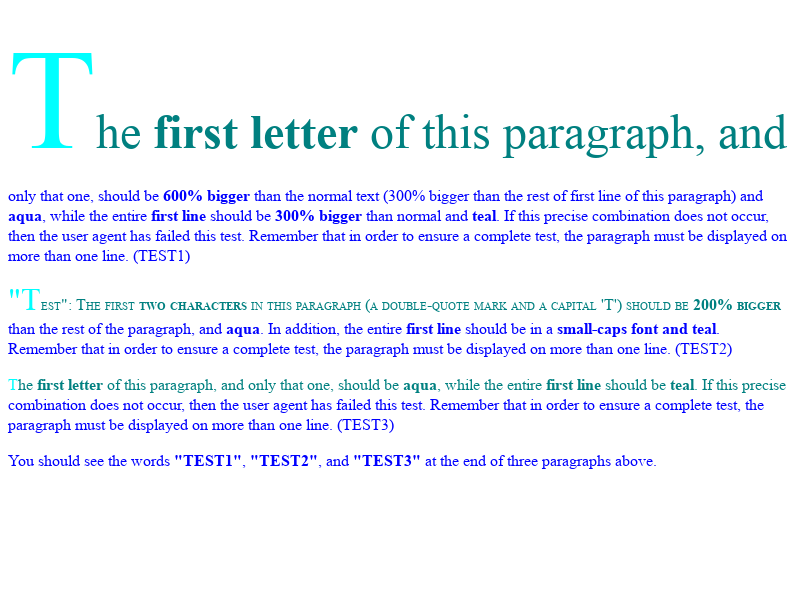 The first letter of this paragraph, and
only that one, should be 600% bigger than the normal text (300% bigger than the rest of first line of this paragraph) and
aqua, while the entire first line should be 300% bigger than normal and teal. If this precise combination does not occur,
then the user agent has failed this test. Remember that in order to ensure a complete test, the paragraph must be displayed on
more than one line. (TEST1)
"Test": The first two characters in this paragraph (a double-quote mark and a capital 'T') should be 200% bigger
than the rest of the paragraph, and aqua. In addition, the entire first line should be in a small-caps font and teal.
Remember that in order to ensure a complete test, the paragraph must be displayed on more than one line. (TEST2)
The first letter of this paragraph, and only that one, should be aqua, while the entire first line should be teal. If this precise
combination does not occur, then the user agent has failed this test. Remember that in order to ensure a complete test, the
paragraph must be displayed on more than one line. (TEST3)
You should see the words "TEST1", "TEST2", and "TEST3" at the end of three paragraphs above.